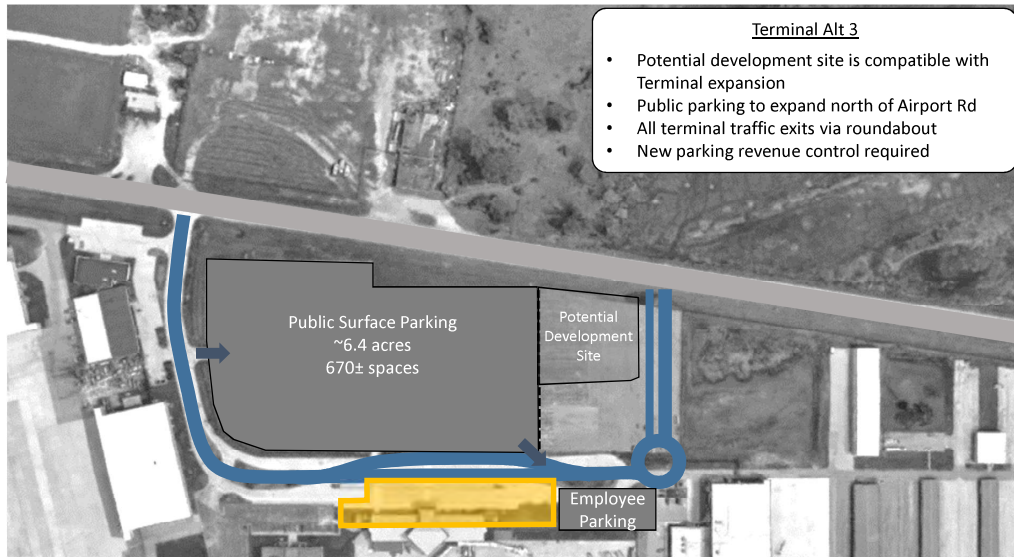 Terminal Alt 3
• Potential development site is compatible with
Terminal expansion
• Public parking to expand north of Airport Rd
• All terminal traffic exits via roundabout
• New parking revenue control required
Public Surface Parking
~6.4 acres
670± spaces
Potential
Development
Site
Employee
Parking